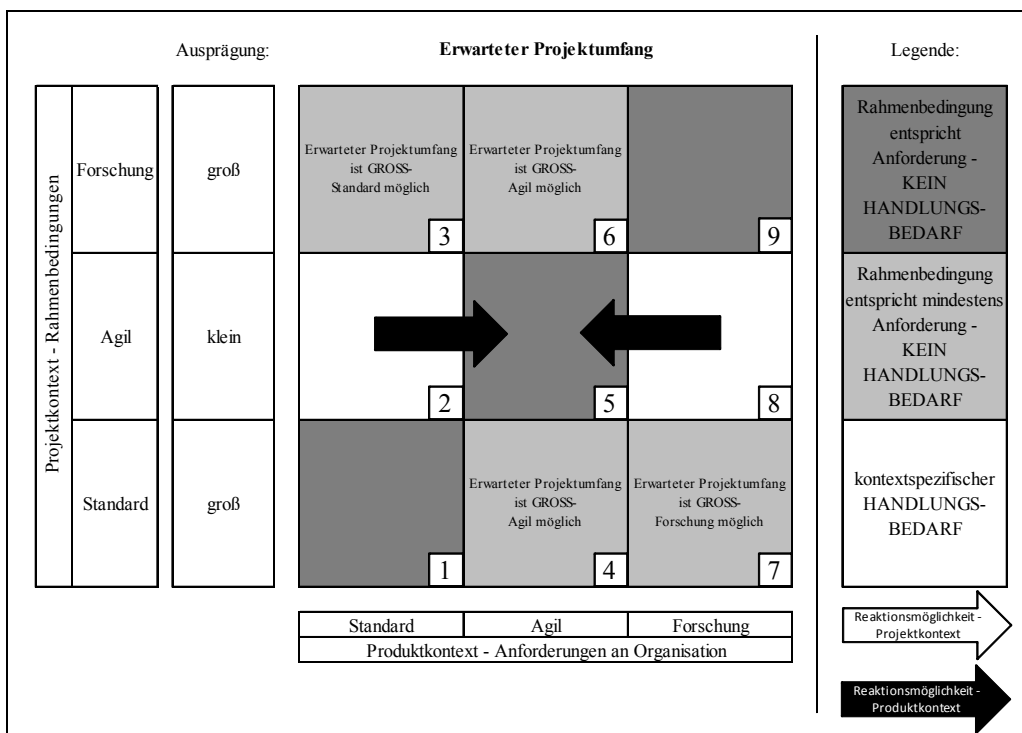 Ausprägung:
Erwarteter Projektumfang
Legende:
Projektkontext - Rahmenbedingungen
Forschung
groß
Erwarteter Projektumfang
ist GROSS-
Standard möglich
3
Erwarteter Projektumfang
ist GROSS-
Agil möglich
6
9
Rahmenbedingung
entspricht
Anforderung -
KEIN
HANDLUNGS-
BEDARF
Agil
klein
2
5
8
Rahmenbedingung
entspricht mindestens
Anforderung -
KEIN
HANDLUNGS-
BEDARF
Standard
groß
1
Erwarteter Projektumfang
ist GROSS-
Agil möglich
4
Erwarteter Projektumfang
ist GROSS-
Forschung möglich
7
kontextspezifischer
HANDLUNGS-
BEDARF
Standard
Agil
Forschung
Produktkontext - Anforderungen an Organisation
Reaktionsmöglichkeit -
Projektkontext
Reaktionsmöglichkeit -
Produktkontext